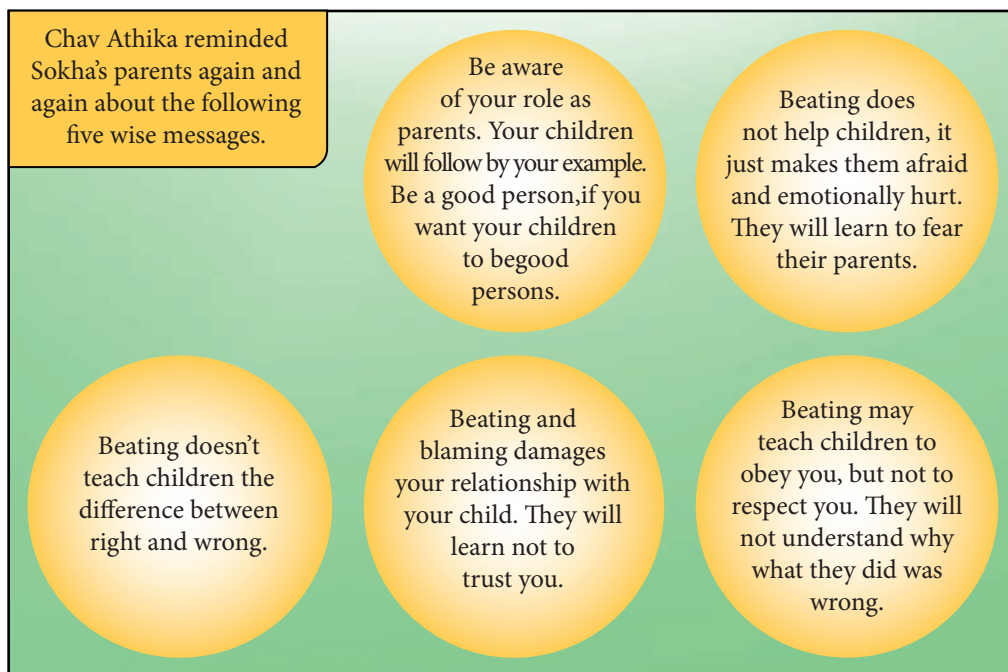 Chav Athika reminded
Sokha’s parents again and
again about the following
five wise messages.
Be aware
of your role as
parents. Your children
will follow by your example.
Be a good person,if you
want your children
to begood
persons.
Beating does
not help children, it
just makes them afraid
and emotionally hurt.
They will learn to fear
their parents.
Beating doesn’t
teach children the
difference between
right and wrong.
Beating and
blaming damages
your relationship with
your child. They will
learn not to
trust you.
Beating may
teach children to
obey you, but not to
respect you. They will
not understand why
what they did was
wrong.